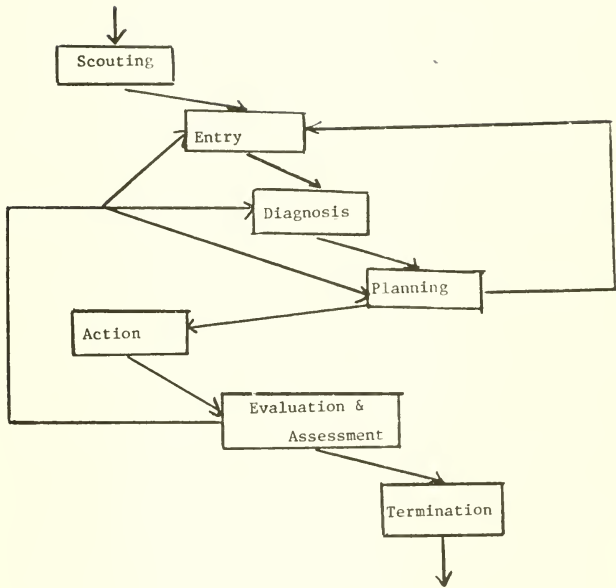 Scouting
Entry
Diagnosis
Planning
Action
Evaluation &
Assessment
Termination